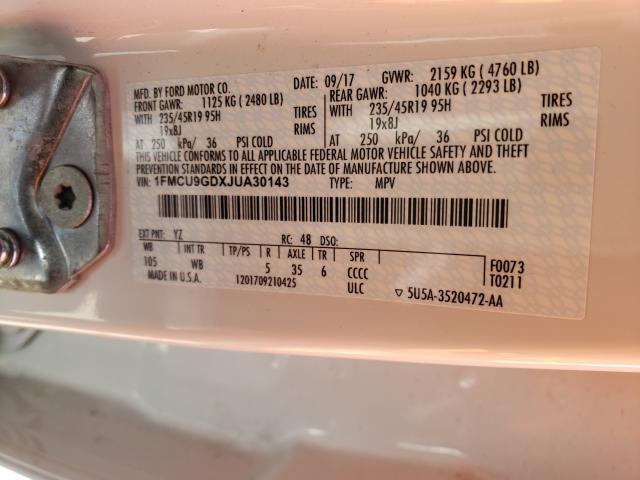 MFD. BY FORD MOTOR CO.
DATE: 09/17 GVWR: 2159 KG ( 4760 LB)
FRONT GAWR: 1125 KG ( 2480 LB) REAR GAWR: 1040 KG ( 2293 LB)
WITH 235/45R19 95H TIRES WITH 235/45R19 95H TIRES
19x8J RIMS 19x8J RIMS
AT 250 kPa/ 36 PSI COLD AT 250 kPa/ 36 PSI COLD
THIS VEHICLE CONFORMS TO ALL APPLICABLE FEDERAL MOTOR VEHICLE SAFETY AND THEFT
PREVENTION STANDARDS IN EFFECT ON THE DATE OF MANUFACTURE SHOWN ABOVE.
VIN: 1FMCU9GDXJUA30143 TYPE: MPV
EXT PNT: YZ RC: 48 DSO:
WB INT TR TP/PS R AXLE TR SPR F0073
105 WB 5 35 6 CCCC T0211
MADE IN U.S.A. 1201709210425 ULC ▽ 5U5A-3520472-AA